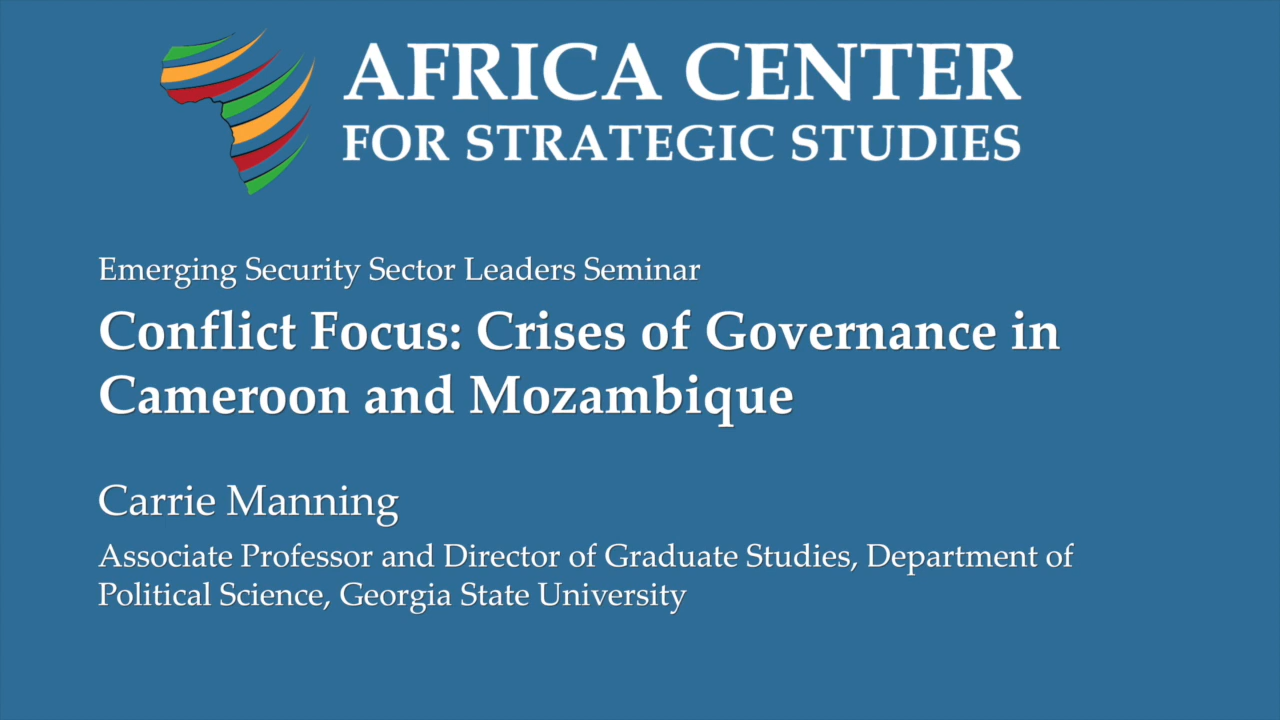 AFRICA CENTER
FOR STRATEGIC STUDIES
Emerging Security Sector Leaders Seminar
Conflict Focus: Crises of Governance in
Cameroon and Mozambique
Carrie Manning
Associate Professor and Director of Graduate Studies, Department of
Political Science, Georgia State University